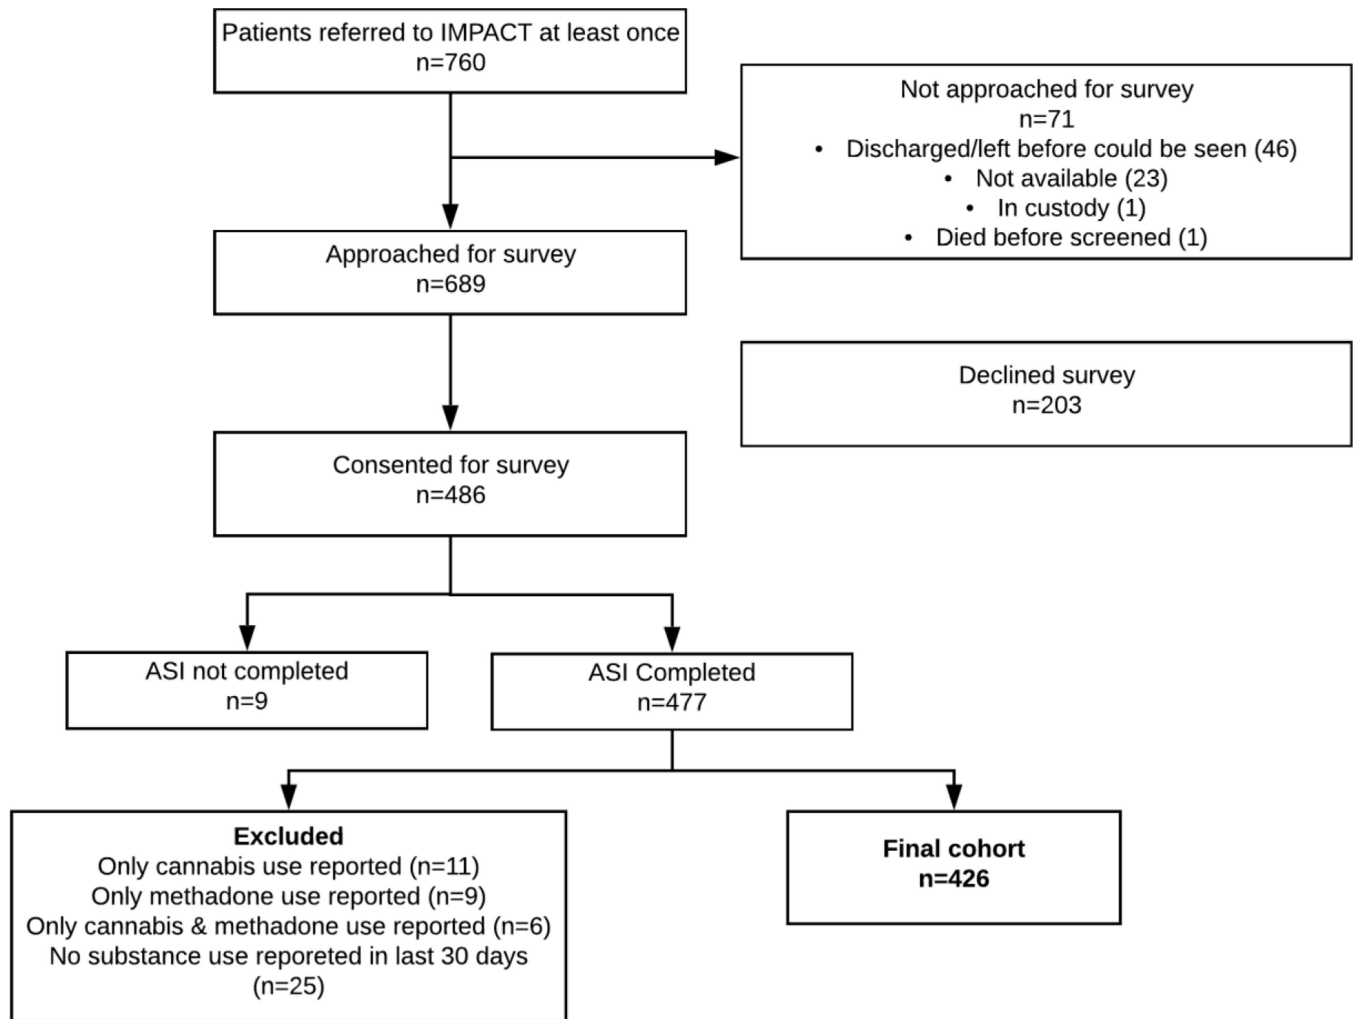 Patients referred to IMPACT at least once
n=760
Not approached for survey
n=71
• Discharged/left before could be seen (46)
• Not available (23)
• In custody (1)
• Died before screened (1)
Approached for survey
n=689
Declined survey
n=203
Consented for survey
n=486
ASI not completed
n=9
ASI Completed
n=477
Excluded
Only cannabis use reported (n=11)
Only methadone use reported (n=9)
Only cannabis & methadone use reported (n=6)
No substance use reporeted in last 30 days
(n=25)
Final cohort
n=426